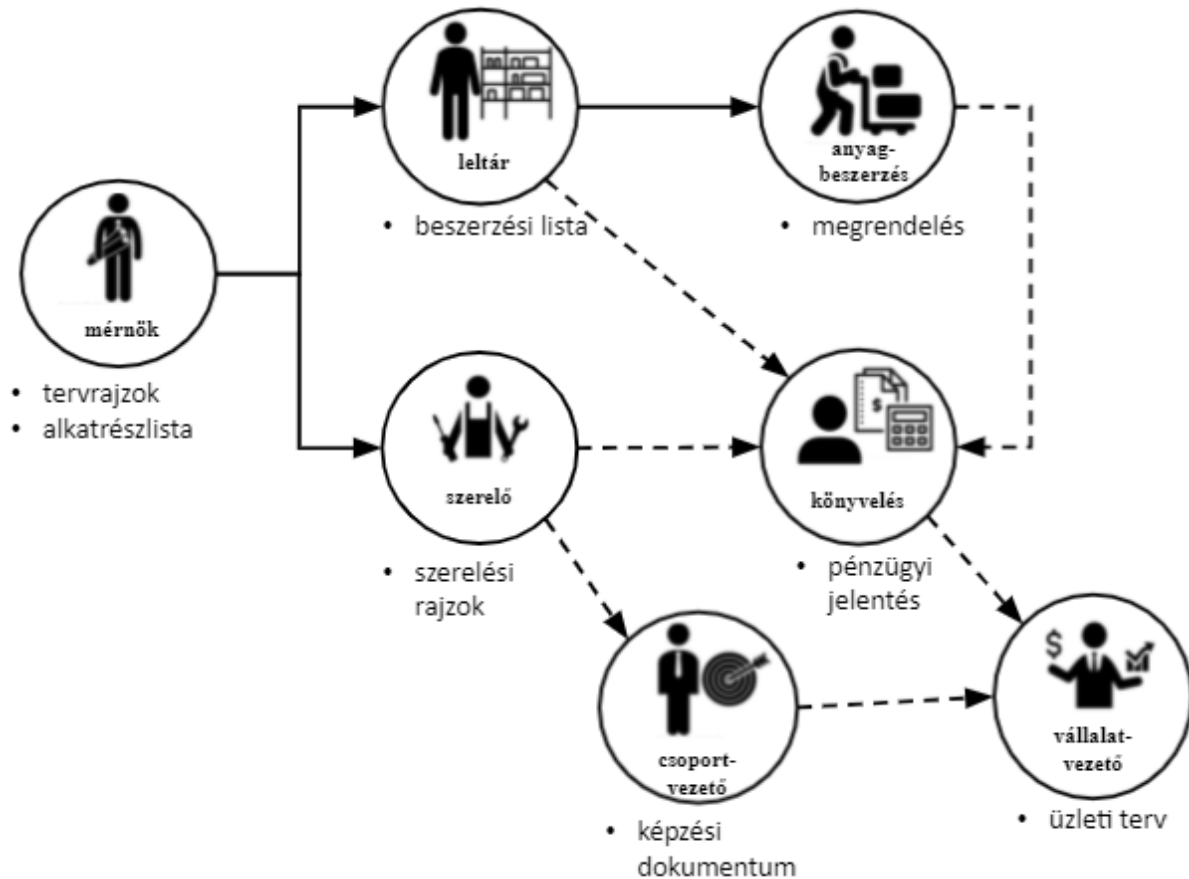 leltár
• beszerzési lista
anyag-
beszerzés
• megrendelés
mérnök
• tervrajzok
• alkatrészlista
szerelő
• szerelési
rajzok
$
könyvelés
• pénzügyi
jelentés
csoport-
vezető
• képzési
dokumentum
$
vállalat-
vezető
• üzleti terv